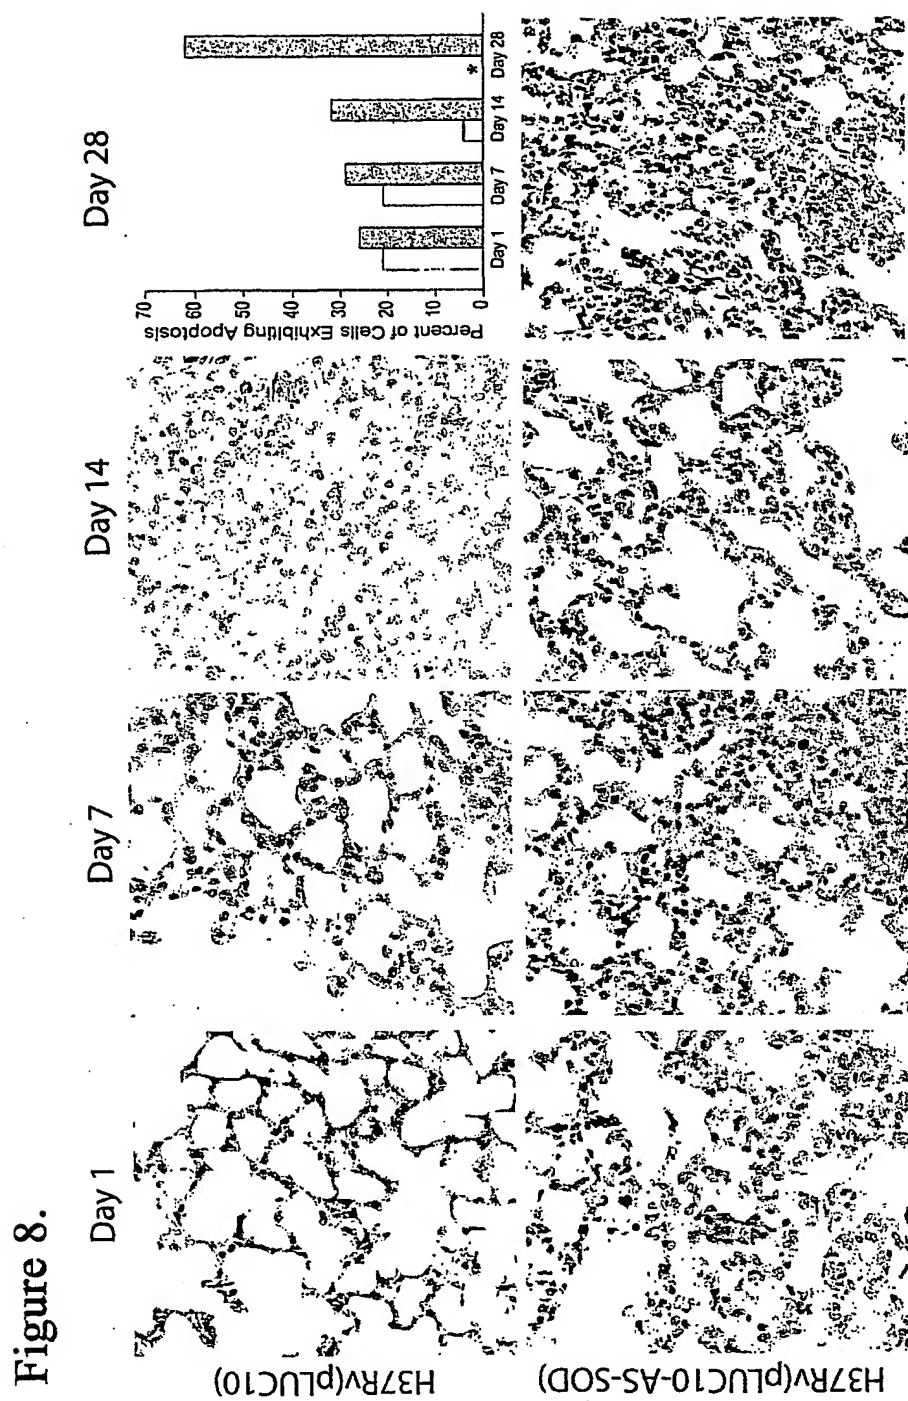 Figure 8.
Day 1
Day 7
Day 14
Day 28
H37Rv(pLUC10)
H37Rv(pLUC10-AS-SOD)
Percent of Cells Exhibiting Apoptosis
70
60
50
40
30
20
10
0
*
Day 1
Day 7
Day 14
Day 28